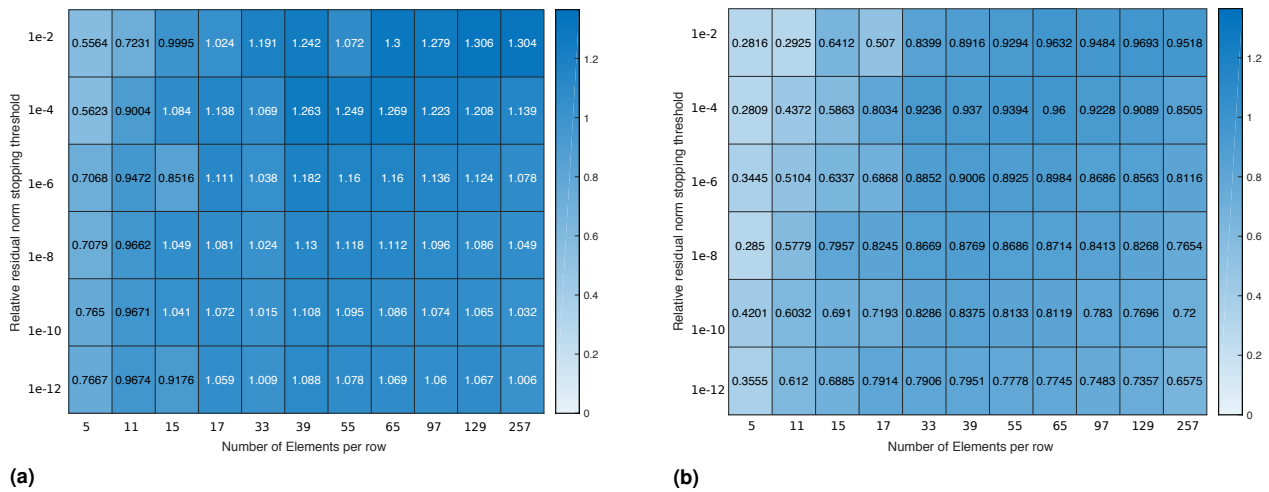 1e-2 0.5564 0.7231 0.9995 1.024 1.191 1.242 1.072 1.3 1.279 1.306 1.304
1e-4 0.5623 0.9004 1.084 1.138 1.069 1.263 1.249 1.269 1.223 1.208 1.139
1e-6 0.7068 0.9472 0.8516 1.111 1.038 1.182 1.16 1.16 1.136 1.124 1.078
1e-8 0.7079 0.9662 1.049 1.081 1.024 1.13 1.118 1.112 1.096 1.086 1.049
1e-10 0.765 0.9671 1.041 1.072 1.015 1.108 1.095 1.086 1.074 1.065 1.032
1e-12 0.7667 0.9674 0.9176 1.059 1.009 1.088 1.078 1.069 1.06 1.067 1.006
5 11 15 17 33 39 55 65 97 129 257
Number of Elements per row
Relative residual norm stopping threshold
1.2
1
0.8
0.6
0.4
0.2
0
(a)
1e-2 0.2816 0.2925 0.6412 0.507 0.8399 0.8916 0.9294 0.9632 0.9484 0.9693 0.9518
1e-4 0.2809 0.4372 0.5863 0.8034 0.9236 0.937 0.9394 0.96 0.9228 0.9089 0.8505
1e-6 0.3445 0.5104 0.6337 0.6868 0.8852 0.9006 0.8925 0.8984 0.8686 0.8563 0.8116
1e-8 0.285 0.5779 0.7957 0.8245 0.8669 0.8769 0.8686 0.8714 0.8413 0.8268 0.7654
1e-10 0.4201 0.6032 0.691 0.7193 0.8286 0.8375 0.8133 0.8119 0.783 0.7696 0.72
1e-12 0.3555 0.612 0.6885 0.7914 0.7906 0.7951 0.7778 0.7745 0.7483 0.7357 0.6575
5 11 15 17 33 39 55 65 97 129 257
Number of Elements per row
Relative residual norm stopping threshold
1.2
1
0.8
0.6
0.4
0.2
0
(b)